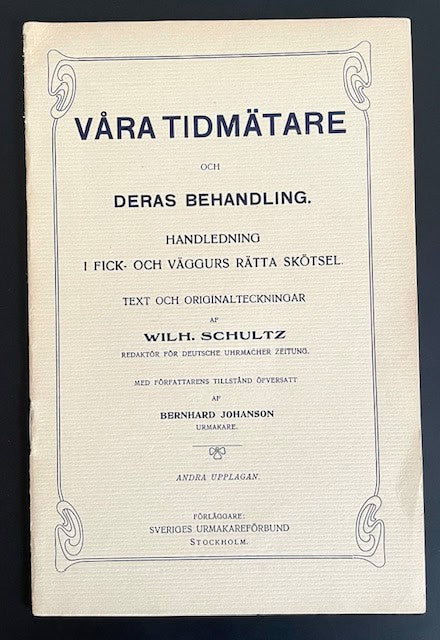 VÅRA TIDMÄTARE
OCH
DERAS BEHANDLING.
HANDLEDNING
I FICK- OCH VÄGGURS RÄTTA SKÖTSEL.
TEXT OCH ORIGINALTECKNINGAR
AF
WILH. SCHULTZ
REDAKTÖR FÖR DEUTSCHE UHRMACHER ZEITUNG.
MED FÖRFATTARENS TILLSTÅND ÖFVERSATT
AF
BERNHARD JOHANSON
URMAKARE.
ANDRA UPPLAGAN.
FÖRLÄGGARE:
SVERIGES URMAKAREFÖRBUND
STOCKHOLM.